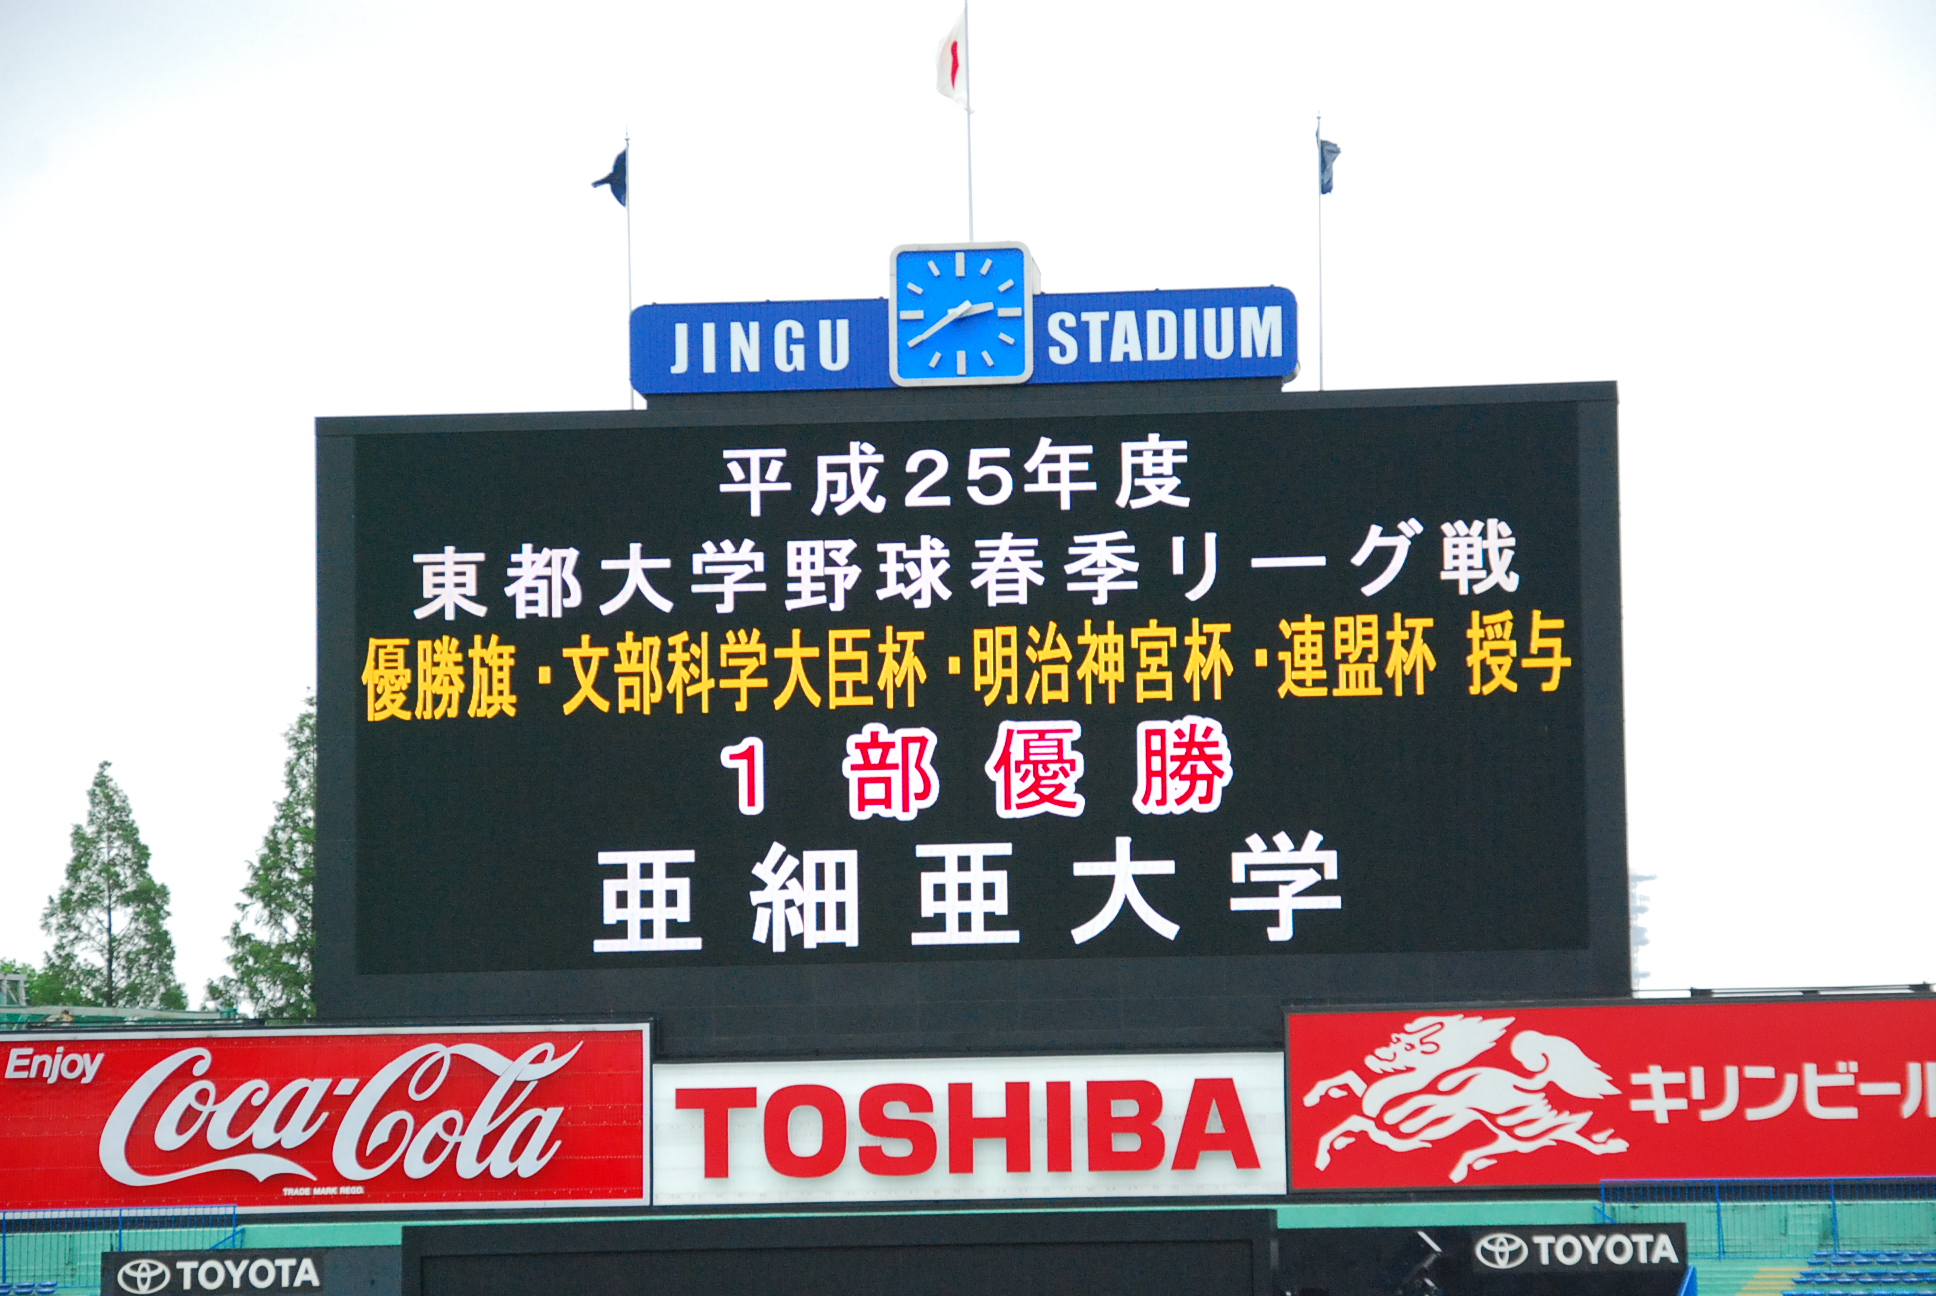 JINGU STADIUM
平成25年度
東都大学野球春季リーグ戦
優勝旗・文部科学大臣杯・明治神宮杯・連盟杯 授与
1部優勝
亜細亜大学
Enjoy
Coca-Cola
TRADE MARK REGD.
TOSHIBA
キリンビール
TOYOTA
TOYOTA